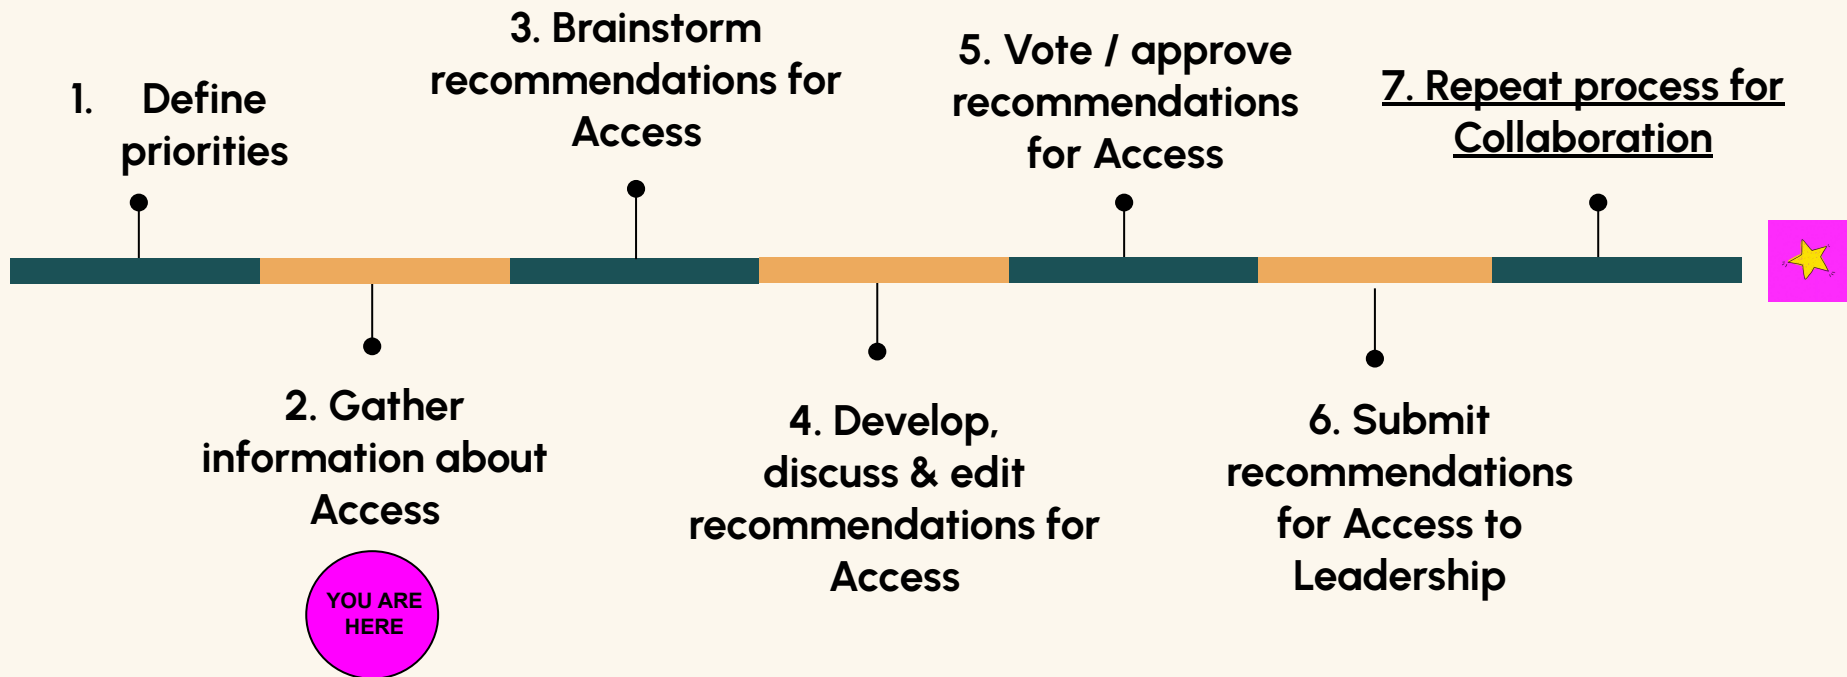 1. Define
priorities
2. Gather
information about
Access
YOU ARE
HERE
3. Brainstorm
recommendations for
Access
4. Develop,
discuss & edit
recommendations for
Access
5. Vote / approve
recommendations
for Access
6. Submit
recommendations
for Access to
Leadership
7. Repeat process for
Collaboration